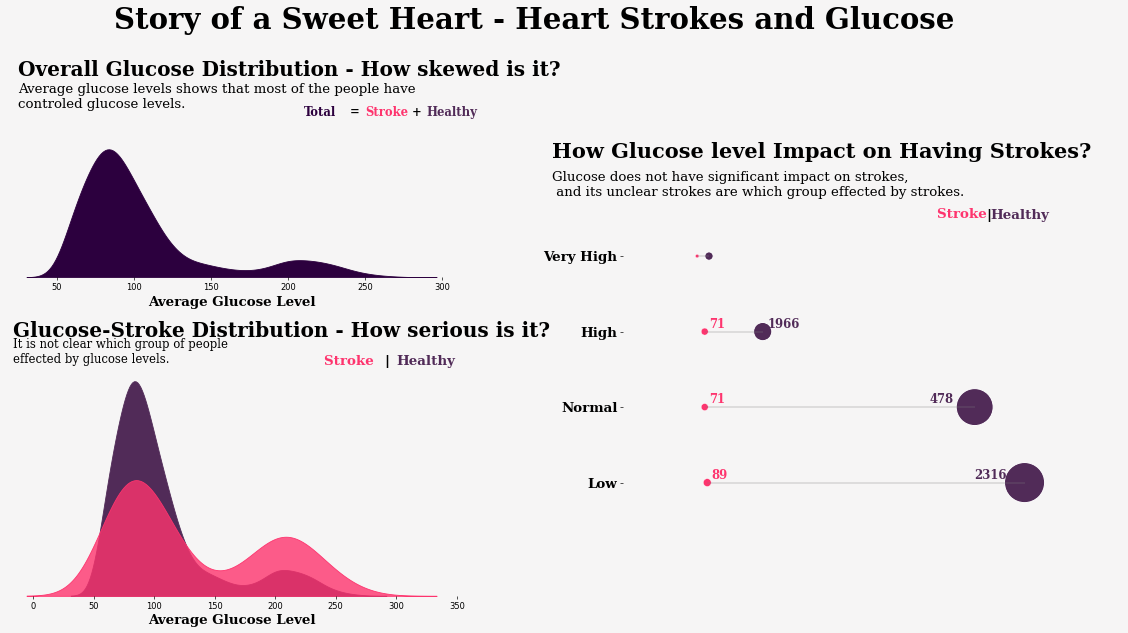 Story of a Sweet Heart - Heart Strokes and Glucose
Overall Glucose Distribution - How skewed is it?
Average glucose levels shows that most of the people have
controled glucose levels.
Total = Stroke + Healthy
50 100 150 200 250 300
Average Glucose Level
Glucose-Stroke Distribution - How serious is it?
It is not clear which group of people
effected by glucose levels.
Stroke | Healthy
0 50 100 150 200 250 300 350
Average Glucose Level
How Glucose level Impact on Having Strokes?
Glucose does not have significant impact on strokes,
and its unclear strokes are which group effected by strokes.
Stroke|Healthy
Very High
High 71 1966
Normal 71 478
Low 89 2316